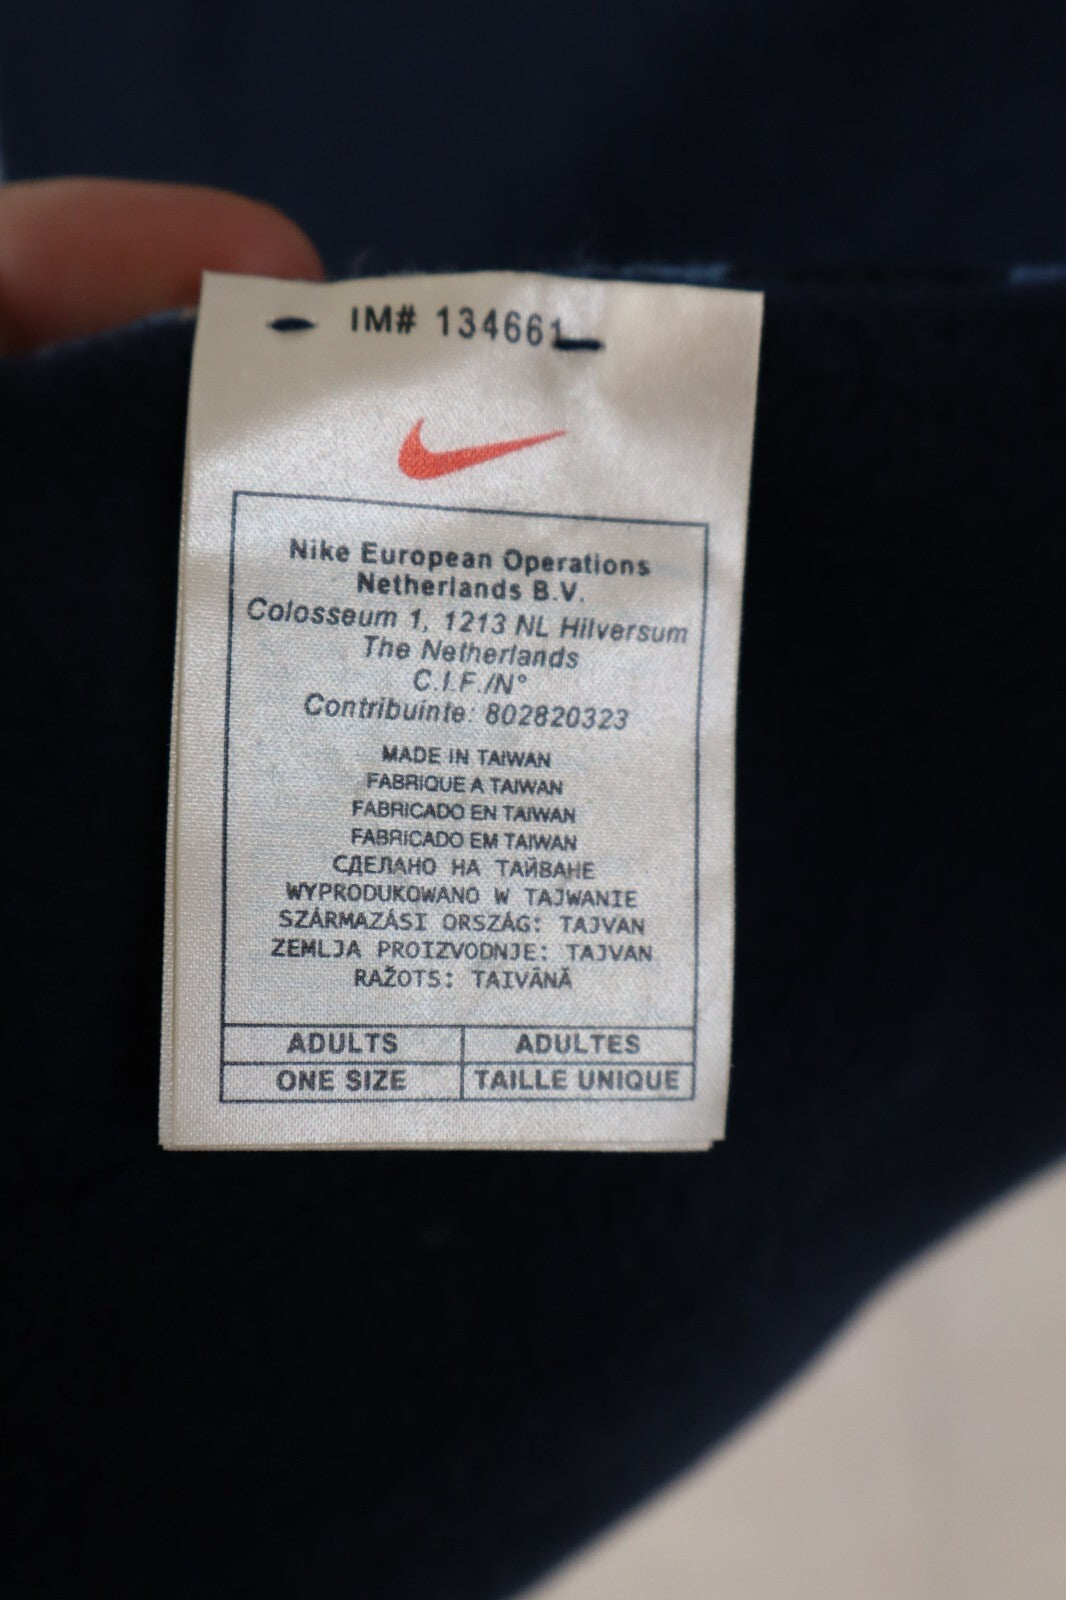 IM# 134661
Nike European Operations
Netherlands B.V.
Colosseum 1, 1213 NL Hilversum
The Netherlands
C.I.F./N°
Contribuinte: 802820323
MADE IN TAIWAN
FABRIQUE A TAIWAN
FABRICADO EN TAIWAN
FABRICADO EM TAIWAN
СДЕЛАНО НА ТАЙВАНЕ
WYPRODUKOWANO W TAJWANIE
SZÁRMAZÁSI ORSZÁG: TAJVAN
ZEMLJA PROIZVODNJE: TAJVAN
RAŽOTS: TAIVĀNĀ
ADULTS ADULTES
ONE SIZE TAILLE UNIQUE